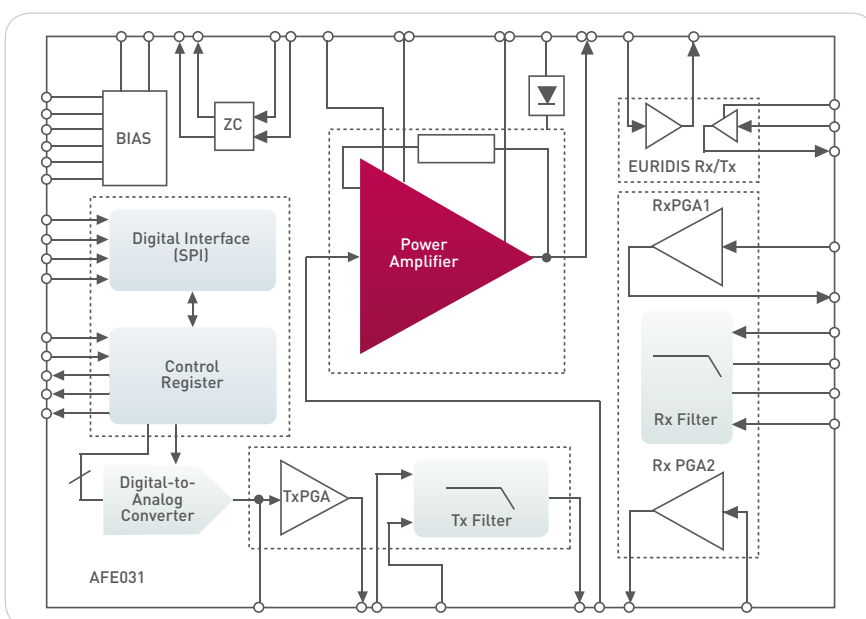 BIAS
ZC
EURIDIS Rx/Tx
RxPGA1
Digital Interface
(SPI)
Power
Amplifier
Control
Register
Rx Filter
Rx PGA2
Digital-to-
Analog
Converter
TxPGA
Tx Filter
AFE031